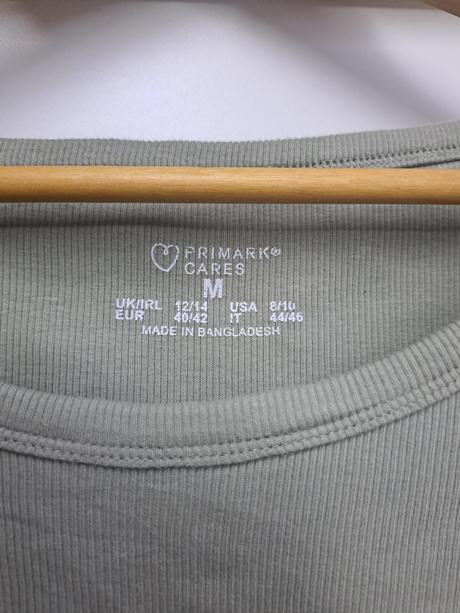 PRIMARK®
CARES
M
UK/IRL 12/14 USA 8/10
EUR 40/42 IT 44/46
MADE IN BANGLADESH